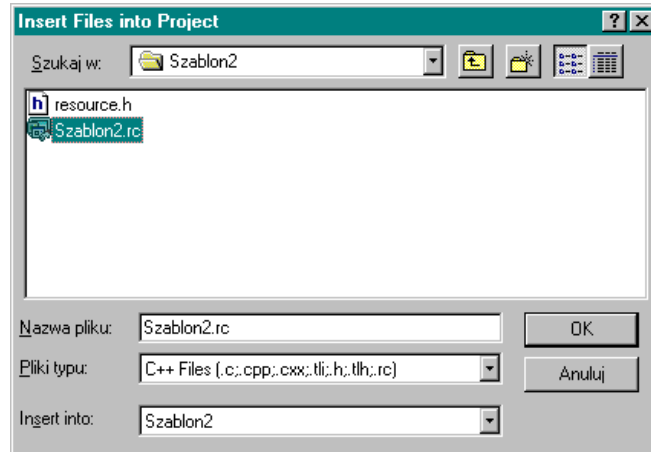 Insert Files into Project
Szukaj w: Szablon2
resource.h
Szablon2.rc
Nazwa pliku: Szablon2.rc OK
Pliki typu: C++ Files (.c;.cpp;.cxx;.tli;.h;.tlh;.rc) Anuluj
Insert into: Szablon2